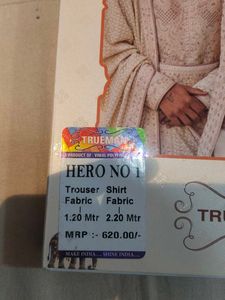 TRUEMAN
A PRODUCT OF : VIMAL POLY
HERO NO 1
Trouser Shirt
Fabric Fabric
1.20 Mtr 2.20 Mtr
MRP :- 620.00/-
MAKE INDIA.... SHINE INDIA....
TRU